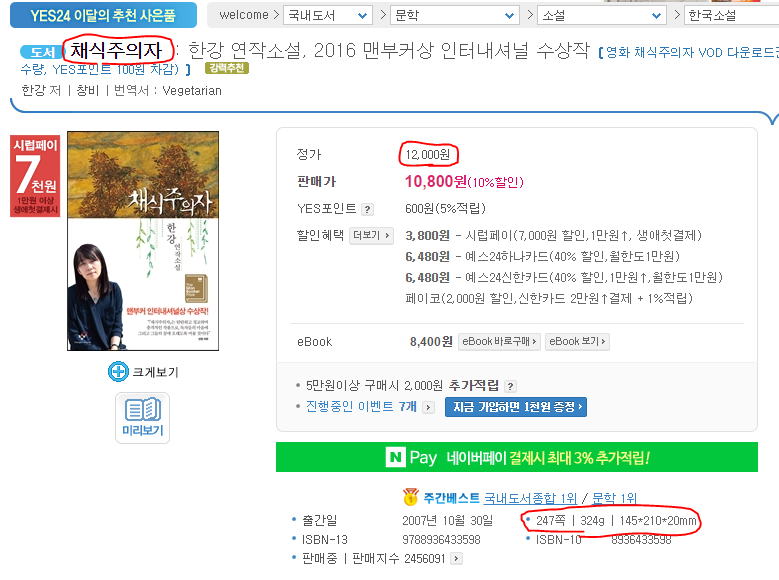 YES24 이달의 추천 사은품
welcome > 국내도서 > 문학 > 소설 > 한국소설
도서 채식주의자 : 한강 연작소설, 2016 맨부커상 인터내셔널 수상작 [ 영화 채식주의자 VOD 다운로드
수량, YES포인트 100원 차감) ] 강력추천
한강 저 | 창비 | 번역서 : Vegetarian
시럽페이
7천원
1만원 이상
생애첫결제시
채식주의자
한강
연작소설
맨부커 인터내셔널상 수상작!
크게보기
미리보기
정가 12,000원
판매가 10,800원(10%할인)
YES포인트 ? 600원(5%적립)
할인혜택 더보기 > 3,800원 - 시럽페이(7,000원 할인,1만원↑, 생애첫결제)
6,480원 - 예스24하나카드(40% 할인,월한도1만원)
6,480원 - 예스24신한카드(40% 할인,1만원↑,월한도1만원)
페이코(2,000원 할인,신한카드 2만원↑결제 + 1%적립)
eBook 8,400원 eBook 바로구매 > eBook 보기 >
• 5만원이상 구매시 2,000원 추가적립 ?
• 진행중인 이벤트 7개 > 지금 가입하면 1천원 증정 >
N Pay 네이버페이 결제시 최대 3% 추가적립!
1 주간베스트 국내도서종합 1위 / 문학 1위
• 출간일 2007년 10월 30일 • 247쪽 | 324g | 145*210*20mm
• ISBN-13 9788936433598 • ISBN-10 8936433598
• 판매중 | 판매지수 2456091 >